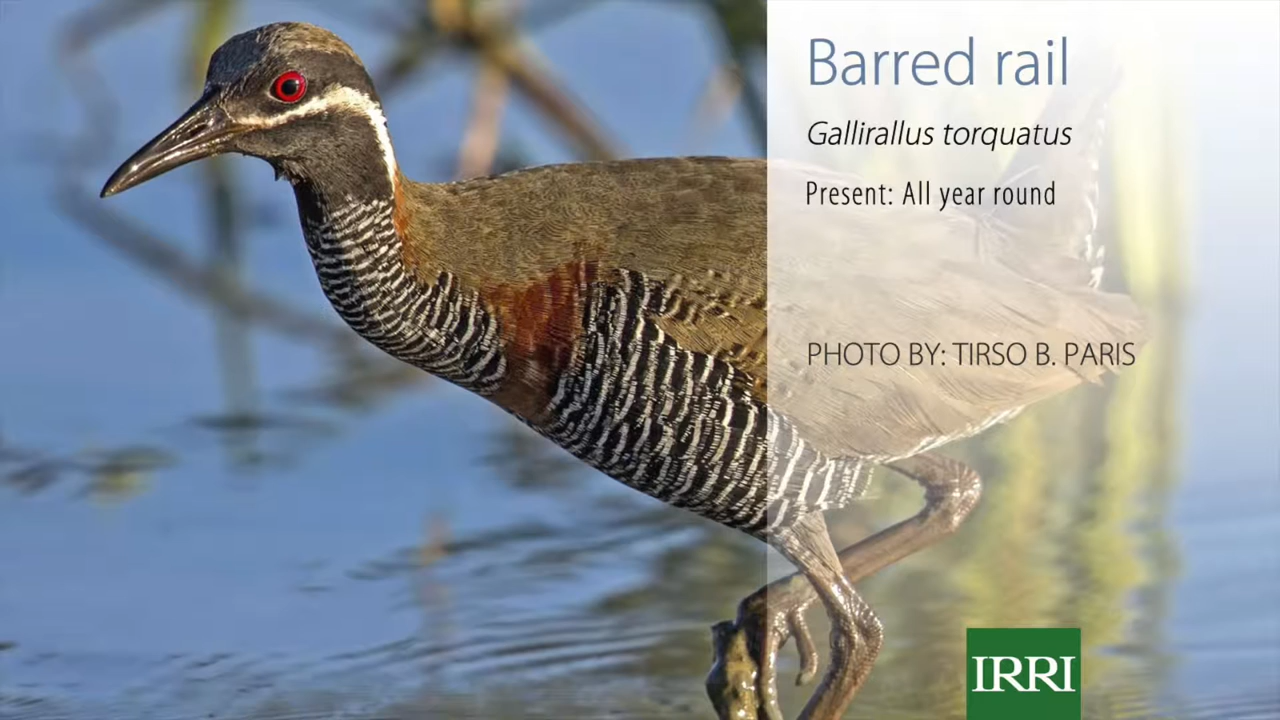 Barred rail
Gallirallus torquatus
Present: All year round
PHOTO BY: TIRSO B. PARIS
IRRI